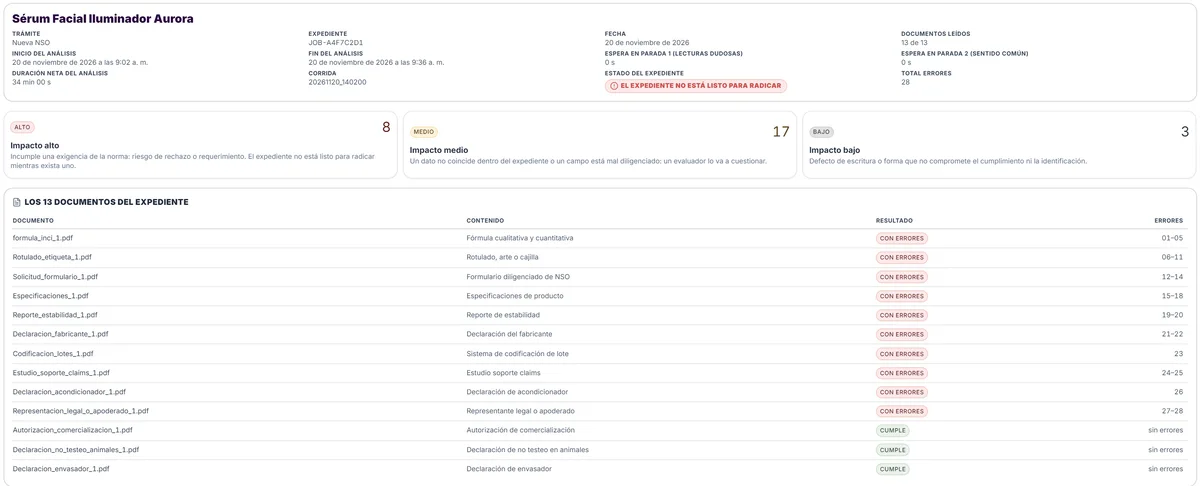 Sérum Facial Iluminador Aurora
TRÁMITE
Nueva NSO
EXPEDIENTE
JOB-A4F7C2D1
FECHA
20 de noviembre de 2026
DOCUMENTOS LEÍDOS
13 de 13
INICIO DEL ANÁLISIS
20 de noviembre de 2026 a las 9:02 a. m.
FIN DEL ANÁLISIS
20 de noviembre de 2026 a las 9:36 a. m.
ESPERA EN PARADA 1 (LECTURAS DUDOSAS)
0 s
ESPERA EN PARADA 2 (SENTIDO COMÚN)
0 s
DURACIÓN NETA DEL ANÁLISIS
34 min 00 s
CORRIDA
20261120_140200
ESTADO DEL EXPEDIENTE
EL EXPEDIENTE NO ESTÁ LISTO PARA RADICAR
TOTAL ERRORES
28
ALTO 8
Impacto alto
Incumple una exigencia de la norma: riesgo de rechazo o requerimiento. El expediente no está listo para radicar
mientras exista uno.
MEDIO 17
Impacto medio
Un dato no coincide dentro del expediente o un campo está mal diligenciado: un evaluador lo va a cuestionar.
BAJO 3
Impacto bajo
Defecto de escritura o forma que no compromete el cumplimiento ni la identificación.
LOS 13 DOCUMENTOS DEL EXPEDIENTE
DOCUMENTO CONTENIDO RESULTADO ERRORES
formula_inci_1.pdf Fórmula cualitativa y cuantitativa CON ERRORES 01–05
Rotulado_etiqueta_1.pdf Rotulado, arte o cajilla CON ERRORES 06–11
Solicitud_formulario_1.pdf Formulario diligenciado de NSO CON ERRORES 12–14
Especificaciones_1.pdf Especificaciones de producto CON ERRORES 15–18
Reporte_estabilidad_1.pdf Reporte de estabilidad CON ERRORES 19–20
Declaracion_fabricante_1.pdf Declaración del fabricante CON ERRORES 21–22
Codificacion_lotes_1.pdf Sistema de codificación de lote CON ERRORES 23
Estudio_soporte_claims_1.pdf Estudio soporte claims CON ERRORES 24–25
Declaracion_acondicionador_1.pdf Declaración de acondicionador CON ERRORES 26
Representacion_legal_o_apoderado_1.pdf Representante legal o apoderado CON ERRORES 27–28
Autorizacion_comercializacion_1.pdf Autorización de comercialización CUMPLE sin errores
Declaracion_no_testeo_animales_1.pdf Declaración de no testeo en animales CUMPLE sin errores
Declaracion_envasador_1.pdf Declaración de envasador CUMPLE sin errores